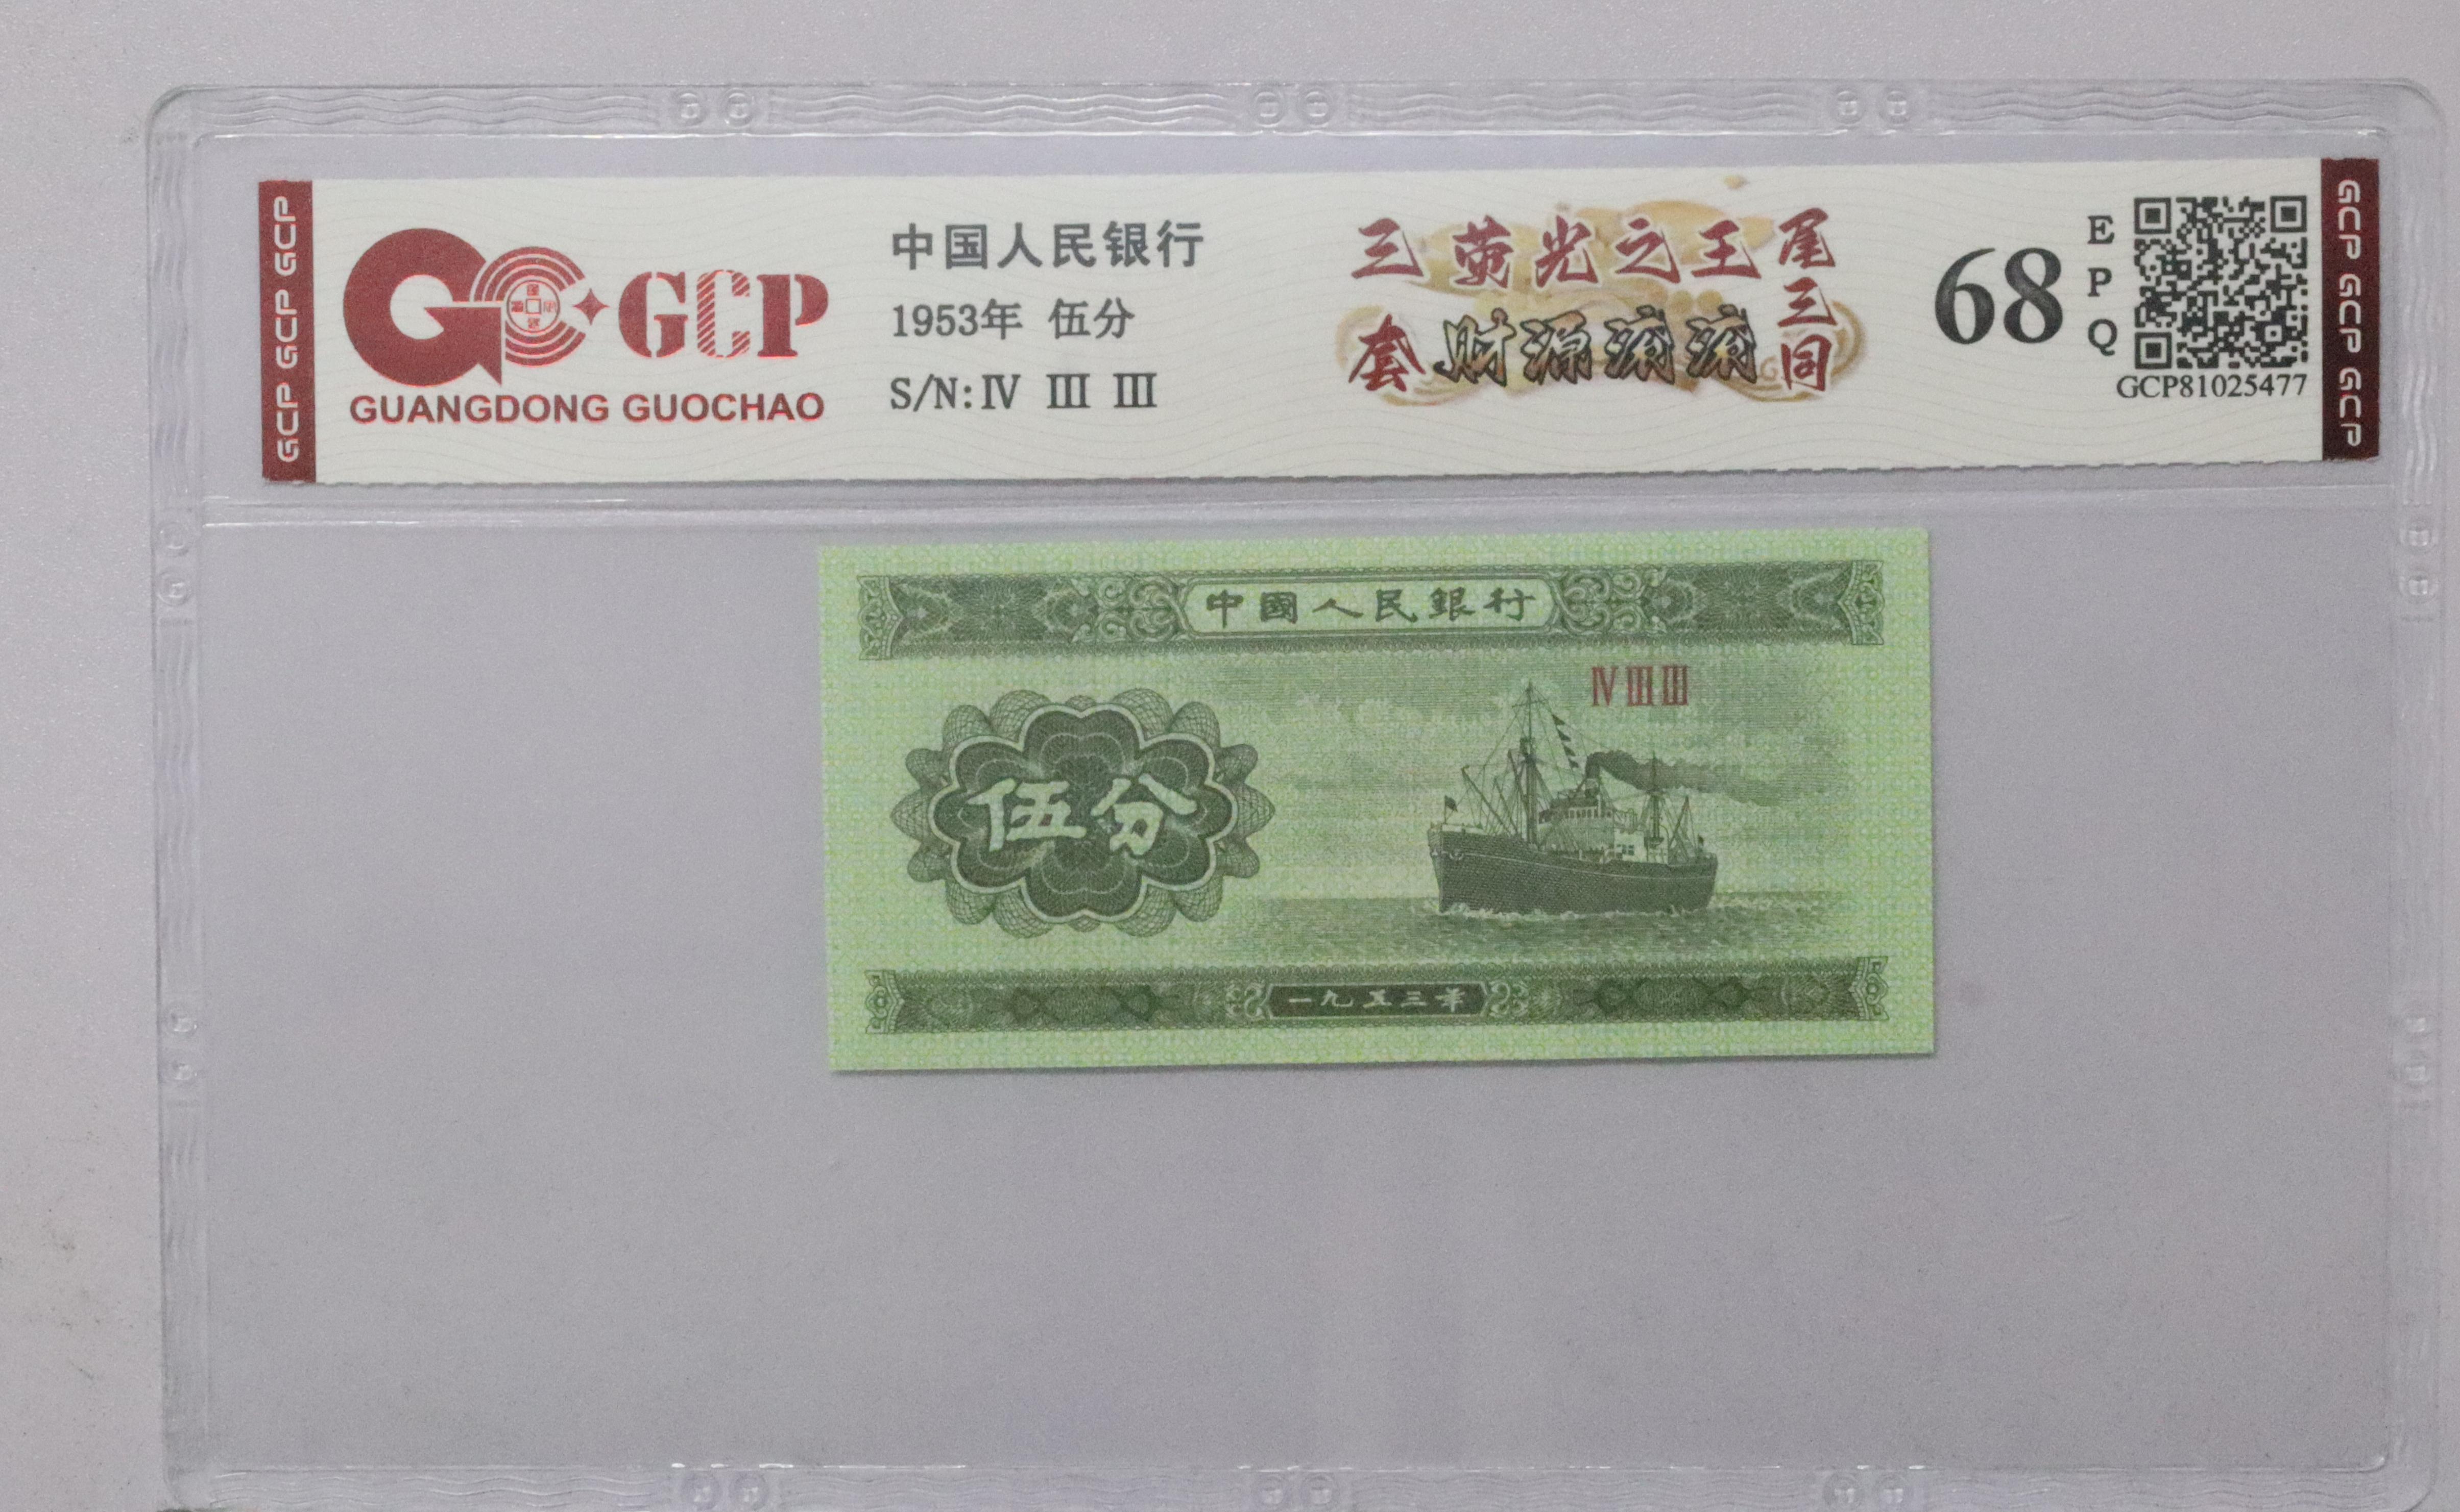 GCP GCP GCP
GCP
GUANGDONG GUOCHAO
中国人民银行
1953年 伍分
S/N:Ⅳ Ⅲ Ⅲ
三套
荧光之王
财源滚滚
尾三同
68
EPQ
GCP81025477
GCP GCP GCP
中國人民銀行
Ⅳ Ⅲ Ⅲ
伍分
一九五三年